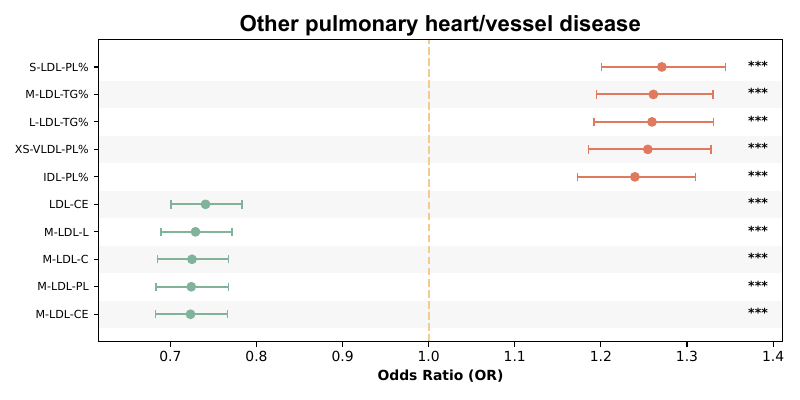 Other pulmonary heart/vessel disease
S-LDL-PL% ***
M-LDL-TG% ***
L-LDL-TG% ***
XS-VLDL-PL% ***
IDL-PL% ***
LDL-CE ***
M-LDL-L ***
M-LDL-C ***
M-LDL-PL ***
M-LDL-CE ***
0.7 0.8 0.9 1.0 1.1 1.2 1.3 1.4
Odds Ratio (OR)